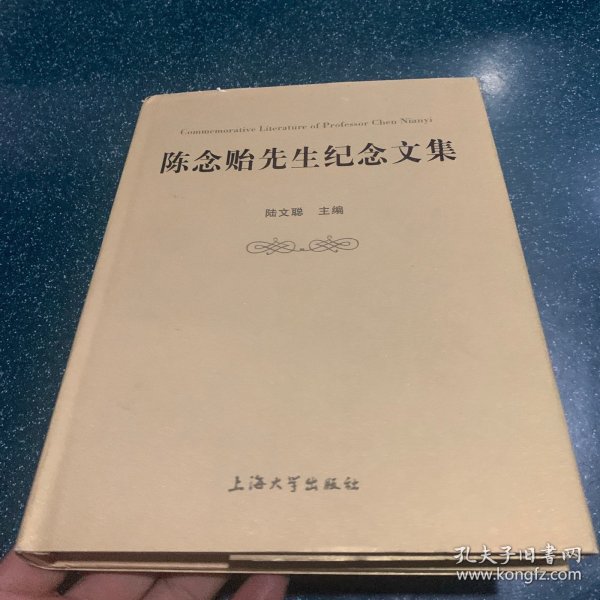 Commemorative Literature of Professor Chen Nianyi
陈念贻先生纪念文集
陆文聪 主编
上海大学出版社
孔夫子旧书网
www.kongfz.com